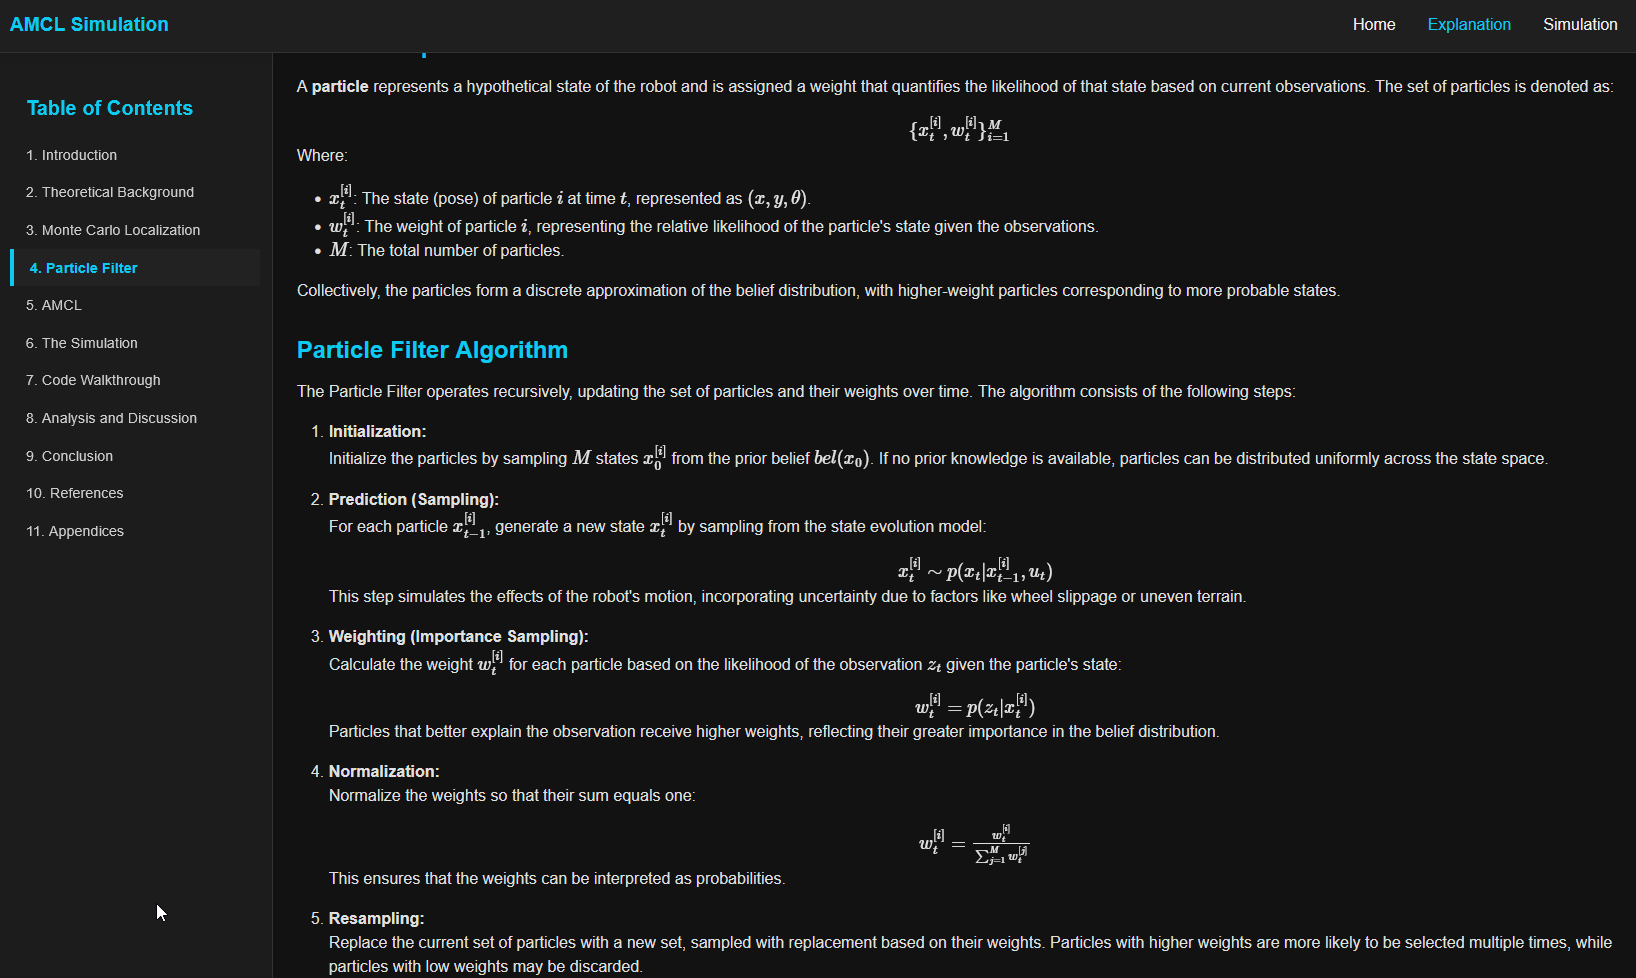 AMCL Simulation
Home Explanation Simulation
Table of Contents
1. Introduction
2. Theoretical Background
3. Monte Carlo Localization
4. Particle Filter
5. AMCL
6. The Simulation
7. Code Walkthrough
8. Analysis and Discussion
9. Conclusion
10. References
11. Appendices
A particle represents a hypothetical state of the robot and is assigned a weight that quantifies the likelihood of that state based on current observations. The set of particles is denoted as:
{x_t^{[i]}, w_t^{[i]}}_{i=1}^M
Where:
• x_t^{[i]}: The state (pose) of particle i at time t, represented as (x, y, θ).
• w_t^{[i]}: The weight of particle i, representing the relative likelihood of the particle's state given the observations.
• M: The total number of particles.
Collectively, the particles form a discrete approximation of the belief distribution, with higher-weight particles corresponding to more probable states.
Particle Filter Algorithm
The Particle Filter operates recursively, updating the set of particles and their weights over time. The algorithm consists of the following steps:
1. Initialization:
Initialize the particles by sampling M states x_0^{[i]} from the prior belief bel(x_0). If no prior knowledge is available, particles can be distributed uniformly across the state space.
2. Prediction (Sampling):
For each particle x_{t-1}^{[i]}, generate a new state x_t^{[i]} by sampling from the state evolution model:
x_t^{[i]} ∼ p(x_t|x_{t-1}^{[i]}, u_t)
This step simulates the effects of the robot's motion, incorporating uncertainty due to factors like wheel slippage or uneven terrain.
3. Weighting (Importance Sampling):
Calculate the weight w_t^{[i]} for each particle based on the likelihood of the observation z_t given the particle's state:
w_t^{[i]} = p(z_t|x_t^{[i]})
Particles that better explain the observation receive higher weights, reflecting their greater importance in the belief distribution.
4. Normalization:
Normalize the weights so that their sum equals one:
w_t^{[i]} = \frac{w_t^{[i]}}{∑_{j=1}^M w_t^{[j]}}
This ensures that the weights can be interpreted as probabilities.
5. Resampling:
Replace the current set of particles with a new set, sampled with replacement based on their weights. Particles with higher weights are more likely to be selected multiple times, while
particles with low weights may be discarded.